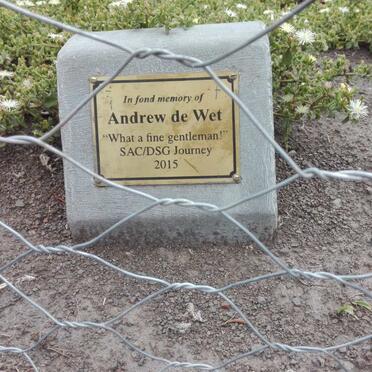 In fond memory of
Andrew de Wet
"What a fine gentleman!"
SAC/DSG Journey
2015